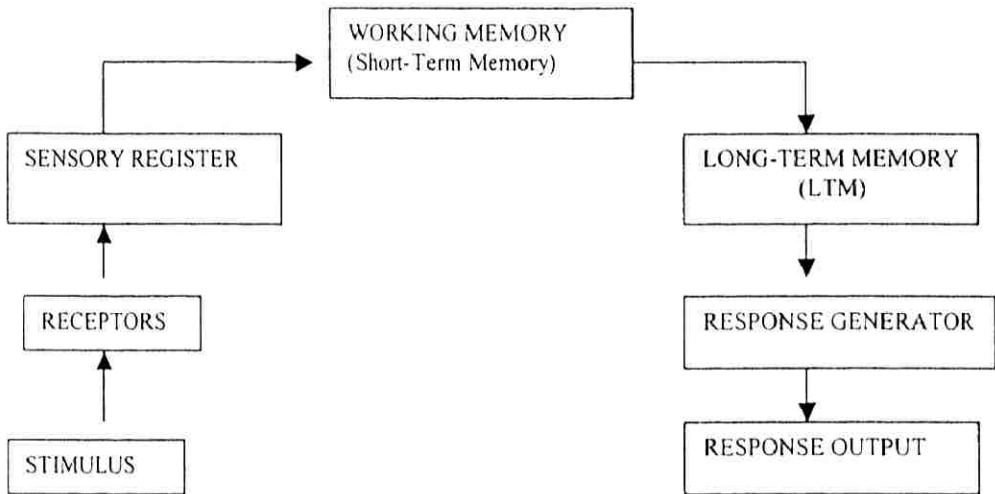 WORKING MEMORY
(Short-Term Memory)
SENSORY REGISTER
LONG-TERM MEMORY
(LTM)
RECEPTORS
RESPONSE GENERATOR
STIMULUS
RESPONSE OUTPUT